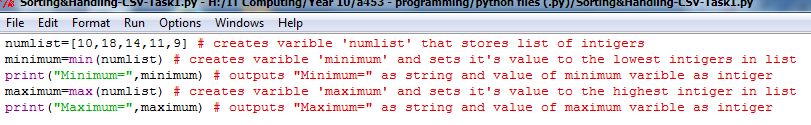 Sorting&Handling-CSV-Task1.py - H:/IT Computing/Year 10/a453 - programming/python files (.py)/Sorting&Handling-CSV-Task1.py
File Edit Format Run Options Windows Help
numlist=[10,18,14,11,9] # creates varible 'numlist' that stores list of intigers
minimum=min(numlist) # creates varible 'minimum' and sets it's value to the lowest intigers in list
print("Minimum=",minimum) # outputs "Minimum=" as string and value of minimum varible as intiger
maximum=max(numlist) # creates varible 'maximum' and sets it's value to the highest intiger in list
print("Maximum=",maximum) # outputs "Maximum=" as string and value of maximum varible as intiger